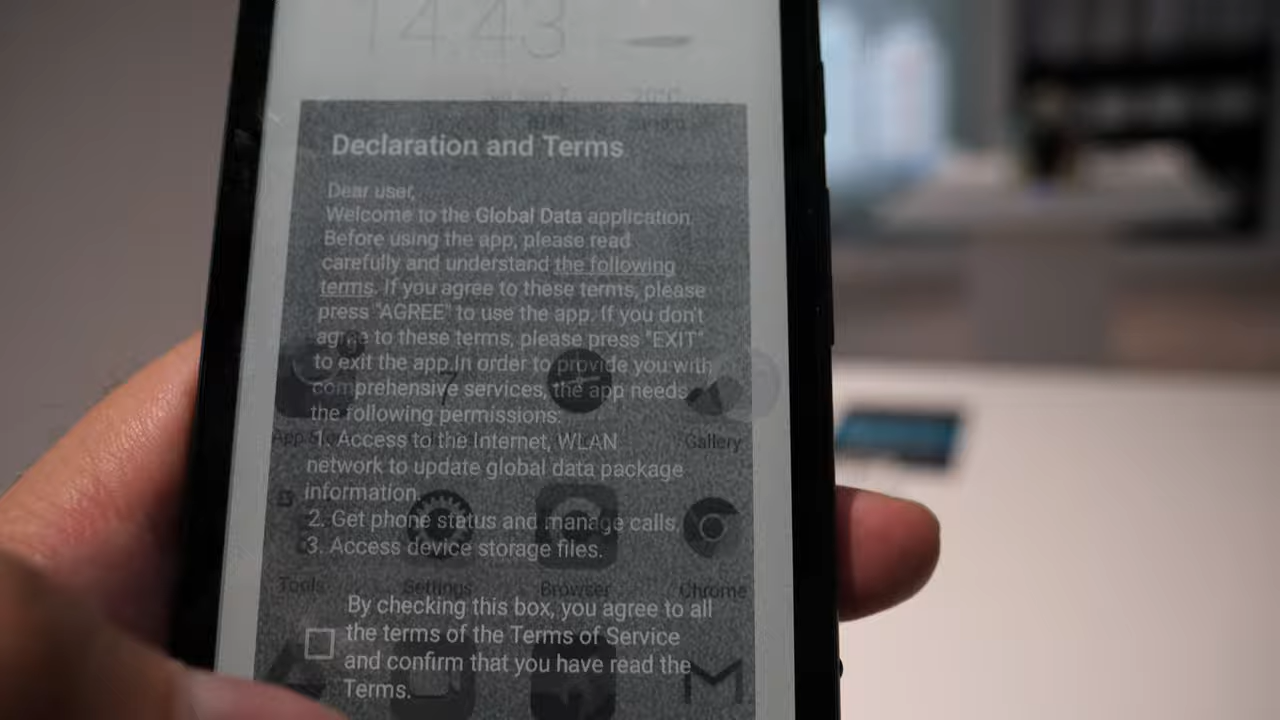 14:43
Declaration and Terms
Dear user,
Welcome to the Global Data application.
Before using the app, please read
carefully and understand the following
terms. If you agree to these terms, please
press "AGREE" to use the app. If you don't
agree to these terms, please press "EXIT"
to exit the app.In order to provide you with
comprehensive services, the app needs
the following permissions:
1. Access to the Internet, WLAN
network to update global data package
information.
2. Get phone status and manage calls.
3. Access device storage files.
By checking this box, you agree to all
the terms of the Terms of Service
and confirm that you have read the
Terms.
Gallery
Tools Settings Browser Chrome